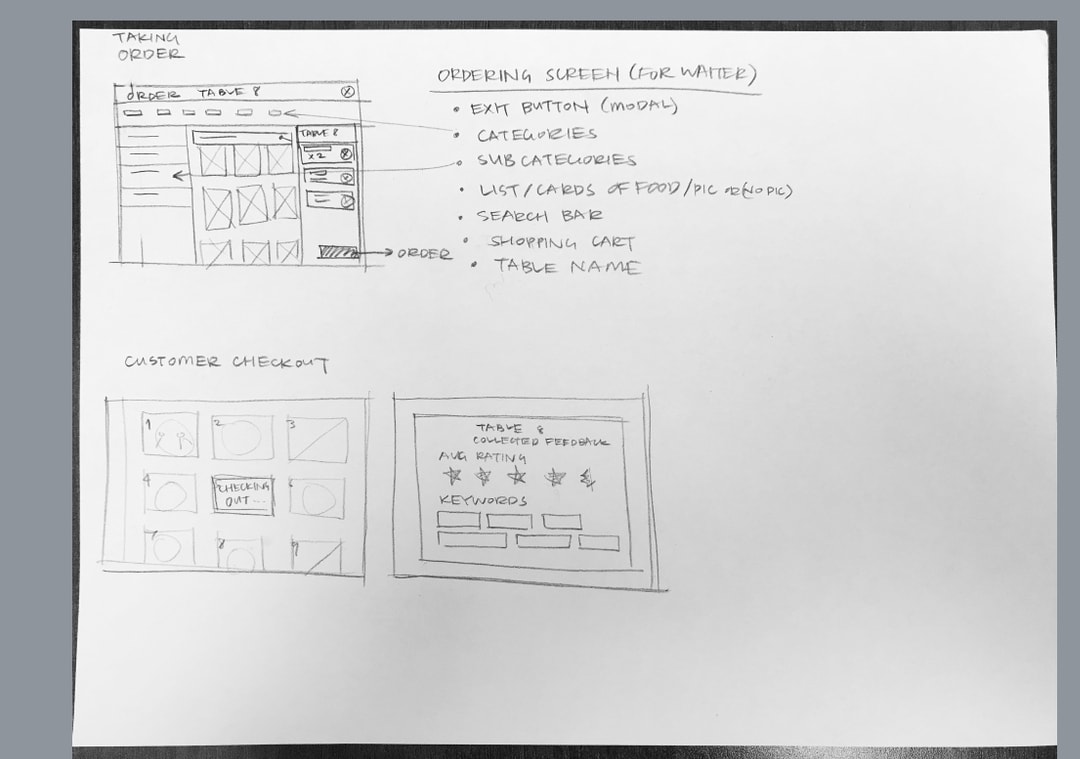 TAKING
ORDER
ORDER TABLE 8
TABLE 8
x2
ORDER
ORDERING SCREEN (FOR WAITER)
• EXIT BUTTON (MODAL)
• CATEGORIES
• SUB CATEGORIES
• LIST/CARDS OF FOOD/PIC OR (NO PIC)
• SEARCH BAR
• SHOPPING CART
• TABLE NAME
CUSTOMER CHECKOUT
1 2 3
4 CHECKING 6
OUT...
7 8 9
TABLE 8
COLLECTED FEEDBACK
AVG RATING
KEYWORDS